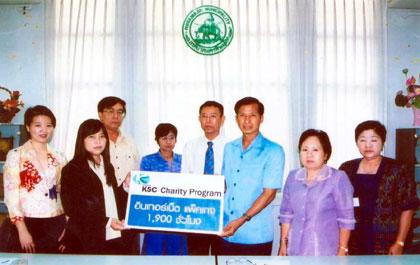 KSC Charity Program
อินเทอร์เน็ต แพ็กเกจ
1,900 ชั่วโมง